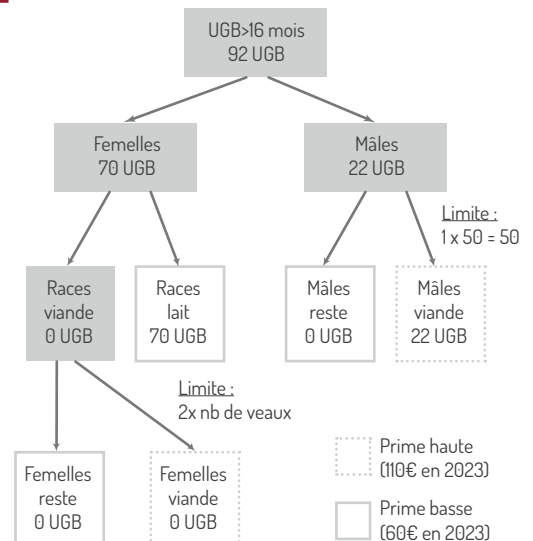 UGB>16 mois
92 UGB
Femelles
70 UGB
Mâles
22 UGB
Limite :
1 x 50 = 50
Races
viande
0 UGB
Races
lait
70 UGB
Mâles
reste
0 UGB
Mâles
viande
22 UGB
Limite :
2x nb de veaux
Femelles
reste
0 UGB
Femelles
viande
0 UGB
Prime haute
(110€ en 2023)
Prime basse
(60€ en 2023)